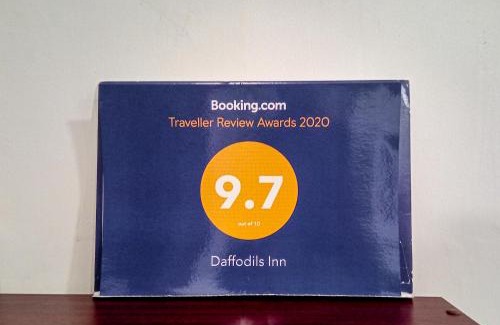 Booking.com
Traveller Review Awards 2020
9.7
out of 10
Daffodils Inn